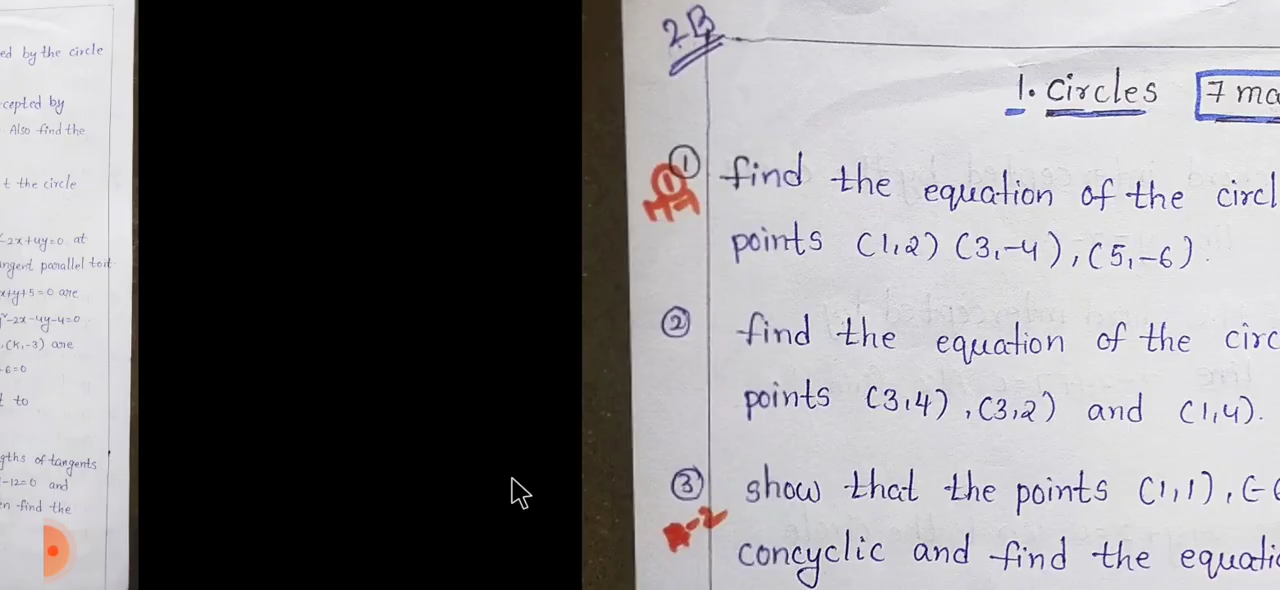 ed by the circle
cepted by
Also find the
t the circle
-2x+4y=0 at
ngent parallel to it
x+y+5=0 are
-2x-4y-4=0
,(k,-3) are
-6=0
to
gths of tangents
-12=0 and
en find the
2B
1. Circles 7 ma
① find the equation of the circl
points (1,2) (3,-4), (5,-6).
② find the equation of the circ
points (3,4), (3,2) and (1,4).
③ show that the points (1,1), (-6
concyclic and find the equati